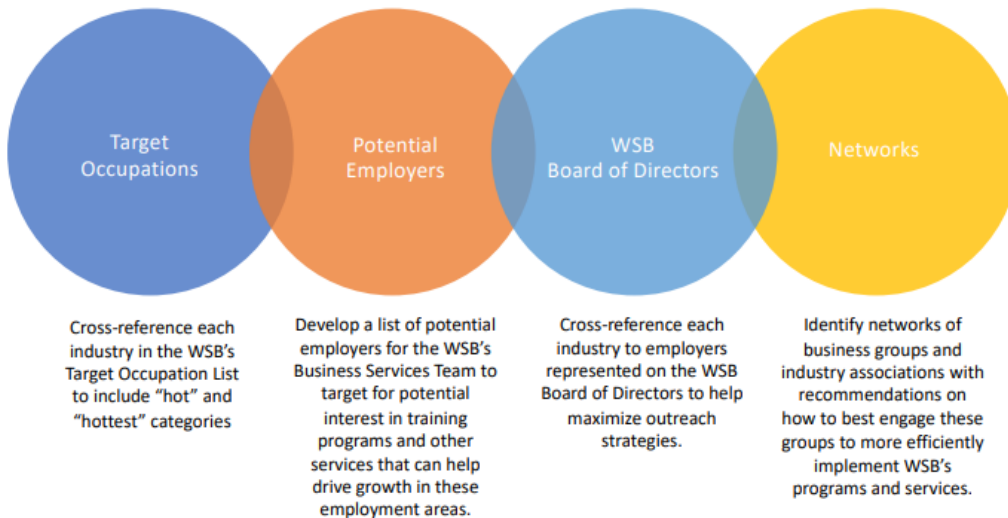 Target
Occupations
Potential
Employers
WSB
Board of Directors
Networks
Cross-reference each
industry in the WSB’s
Target Occupation List
to include “hot” and
“hottest” categories
Develop a list of potential
employers for the WSB’s
Business Services Team to
target for potential
interest in training
programs and other
services that can help
drive growth in these
employment areas.
Cross-reference each
industry to employers
represented on the WSB
Board of Directors to help
maximize outreach
strategies.
Identify networks of
business groups and
industry associations with
recommendations on
how to best engage these
groups to more efficiently
implement WSB’s
programs and services.